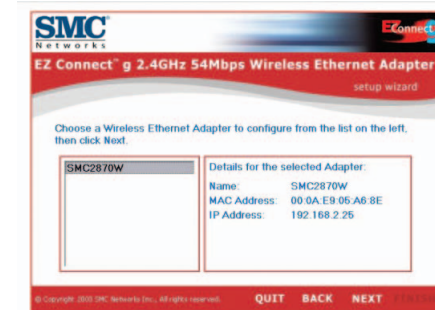 SMC
Networks
EZ Connect
EZ Connect™ g 2.4GHz 54Mbps Wireless Ethernet Adapter
setup wizard
Choose a Wireless Ethernet Adapter to configure from the list on the left,
then click Next.
SMC2870W
Details for the selected Adapter:
Name: SMC2870W
MAC Address: 00:0A:E9:05:A6:8E
IP Address: 192.168.2.25
© Copyright 2003 SMC Networks Inc., All rights reserved.
QUIT BACK NEXT FINISH